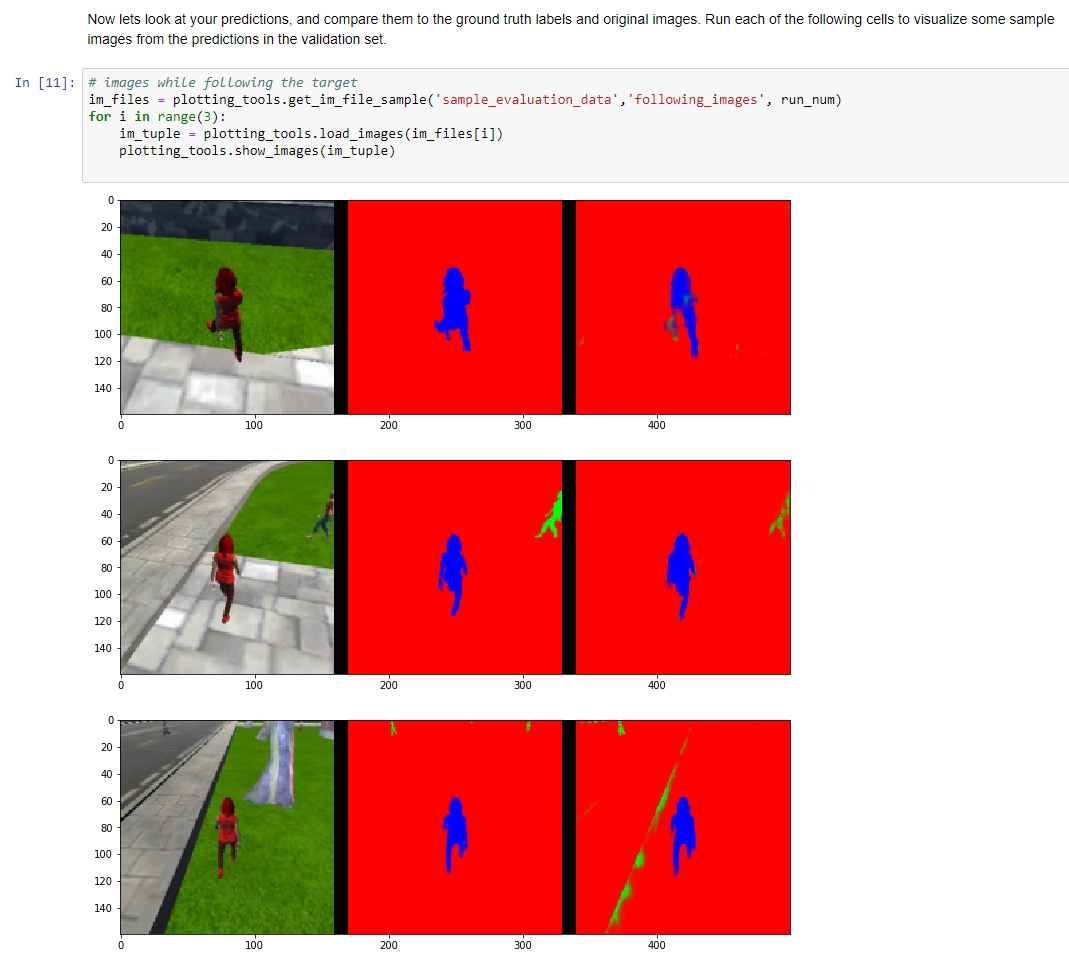 Now lets look at your predictions, and compare them to the ground truth labels and original images. Run each of the following cells to visualize some sample
images from the predictions in the validation set.
In [11]:
# images while following the target
im_files = plotting_tools.get_im_file_sample('sample_evaluation_data','following_images', run_num)
for i in range(3):
    im_tuple = plotting_tools.load_images(im_files[i])
    plotting_tools.show_images(im_tuple)
0
20
40
60
80
100
120
140
0 100 200 300 400
0
20
40
60
80
100
120
140
0 100 200 300 400
0
20
40
60
80
100
120
140
0 100 200 300 400